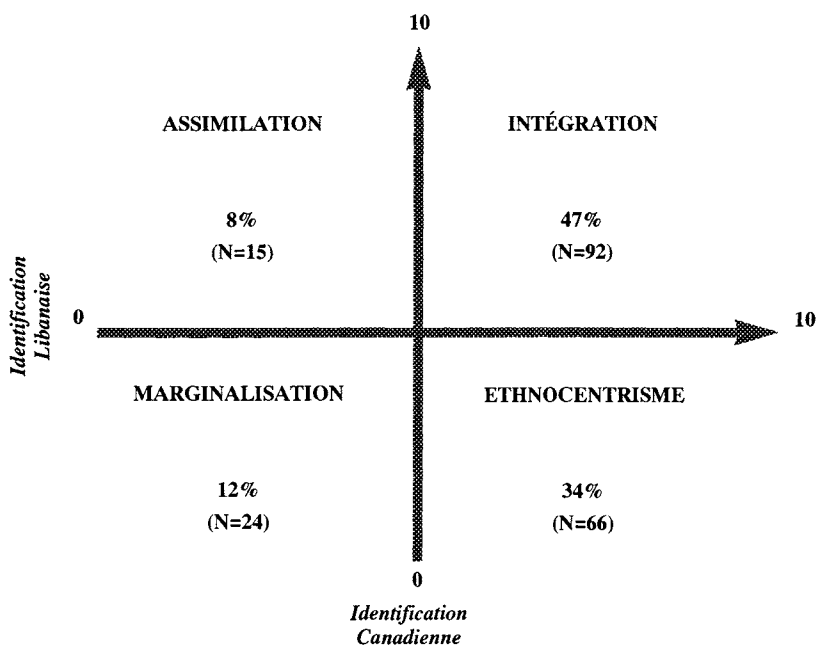 10
ASSIMILATION
INTÉGRATION
8%
(N=15)
47%
(N=92)
Identification
Libanaise
0
10
MARGINALISATION
ETHNOCENTRISME
12%
(N=24)
34%
(N=66)
0
Identification
Canadienne